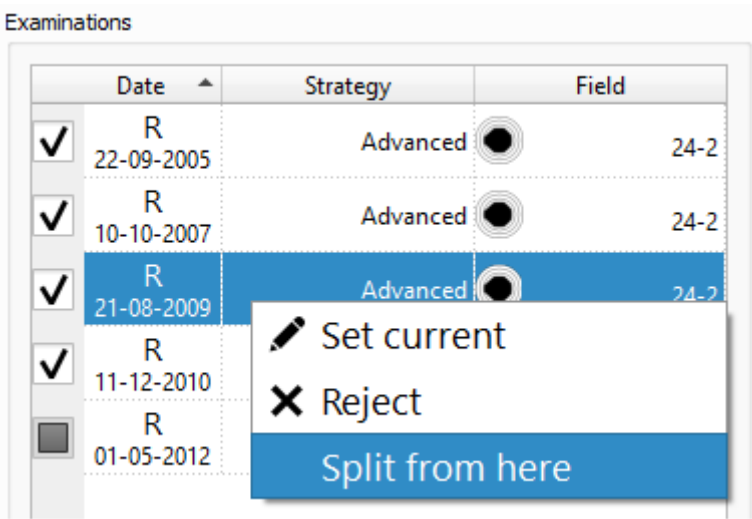 Examinations
Date Strategy Field
R
22-09-2005 Advanced 24-2
R
10-10-2007 Advanced 24-2
R
21-08-2009 Advanced 24-2
R
11-12-2010
R
01-05-2012
Set current
Reject
Split from here